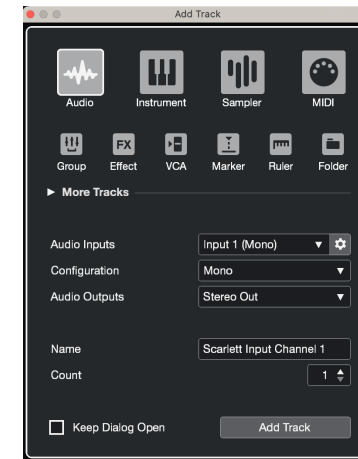 Add Track
Audio Instrument Sampler MIDI
FX
Group Effect VCA Marker Ruler Folder
More Tracks
Audio Inputs Input 1 (Mono)
Configuration Mono
Audio Outputs Stereo Out
Name Scarlett Input Channel 1
Count 1
Keep Dialog Open Add Track